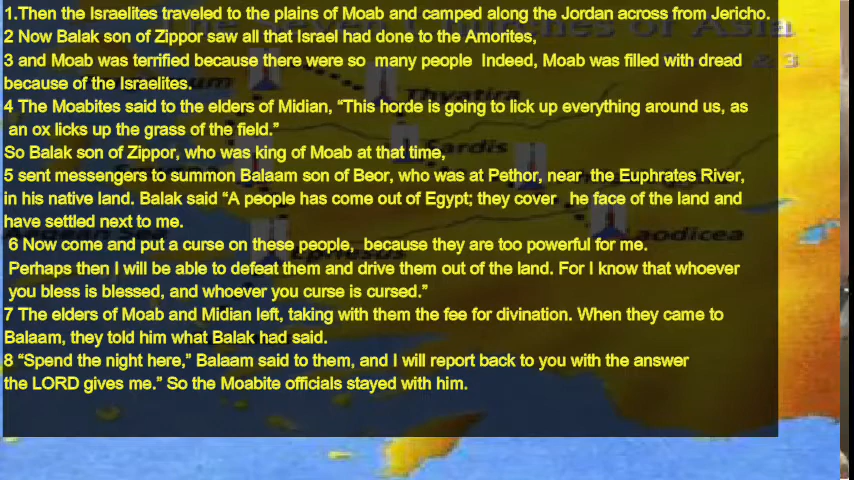 1.Then the Israelites traveled to the plains of Moab and camped along the Jordan across from Jericho.
2 Now Balak son of Zippor saw all that Israel had done to the Amorites,
3 and Moab was terrified because there were so many people Indeed, Moab was filled with dread
because of the Israelites.
4 The Moabites said to the elders of Midian, “This horde is going to lick up everything around us, as
an ox licks up the grass of the field.”
So Balak son of Zippor, who was king of Moab at that time,
5 sent messengers to summon Balaam son of Beor, who was at Pethor, near the Euphrates River,
in his native land. Balak said “A people has come out of Egypt; they cover he face of the land and
have settled next to me.
6 Now come and put a curse on these people, because they are too powerful for me.
Perhaps then I will be able to defeat them and drive them out of the land. For I know that whoever
you bless is blessed, and whoever you curse is cursed.”
7 The elders of Moab and Midian left, taking with them the fee for divination. When they came to
Balaam, they told him what Balak had said.
8 “Spend the night here,” Balaam said to them, and I will report back to you with the answer
the LORD gives me.” So the Moabite officials stayed with him.
Thyatira
Sardis
Laodicea
Ephesus
Aegean Sea